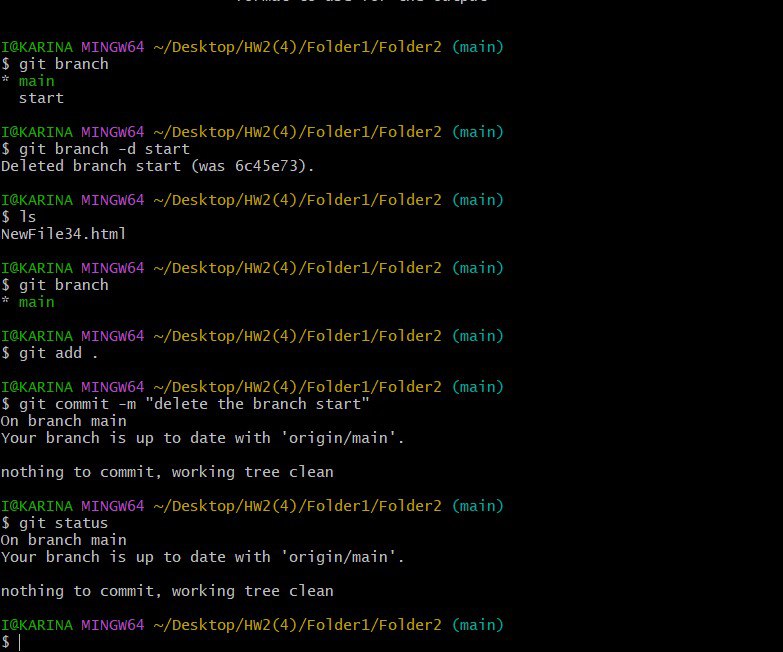 format to use for the output
I@KARINA MINGW64 ~/Desktop/HW2(4)/Folder1/Folder2 (main)
$ git branch
* main
  start
I@KARINA MINGW64 ~/Desktop/HW2(4)/Folder1/Folder2 (main)
$ git branch -d start
Deleted branch start (was 6c45e73).
I@KARINA MINGW64 ~/Desktop/HW2(4)/Folder1/Folder2 (main)
$ ls
NewFile34.html
I@KARINA MINGW64 ~/Desktop/HW2(4)/Folder1/Folder2 (main)
$ git branch
* main
I@KARINA MINGW64 ~/Desktop/HW2(4)/Folder1/Folder2 (main)
$ git add .
I@KARINA MINGW64 ~/Desktop/HW2(4)/Folder1/Folder2 (main)
$ git commit -m "delete the branch start"
On branch main
Your branch is up to date with 'origin/main'.
nothing to commit, working tree clean
I@KARINA MINGW64 ~/Desktop/HW2(4)/Folder1/Folder2 (main)
$ git status
On branch main
Your branch is up to date with 'origin/main'.
nothing to commit, working tree clean
I@KARINA MINGW64 ~/Desktop/HW2(4)/Folder1/Folder2 (main)
$